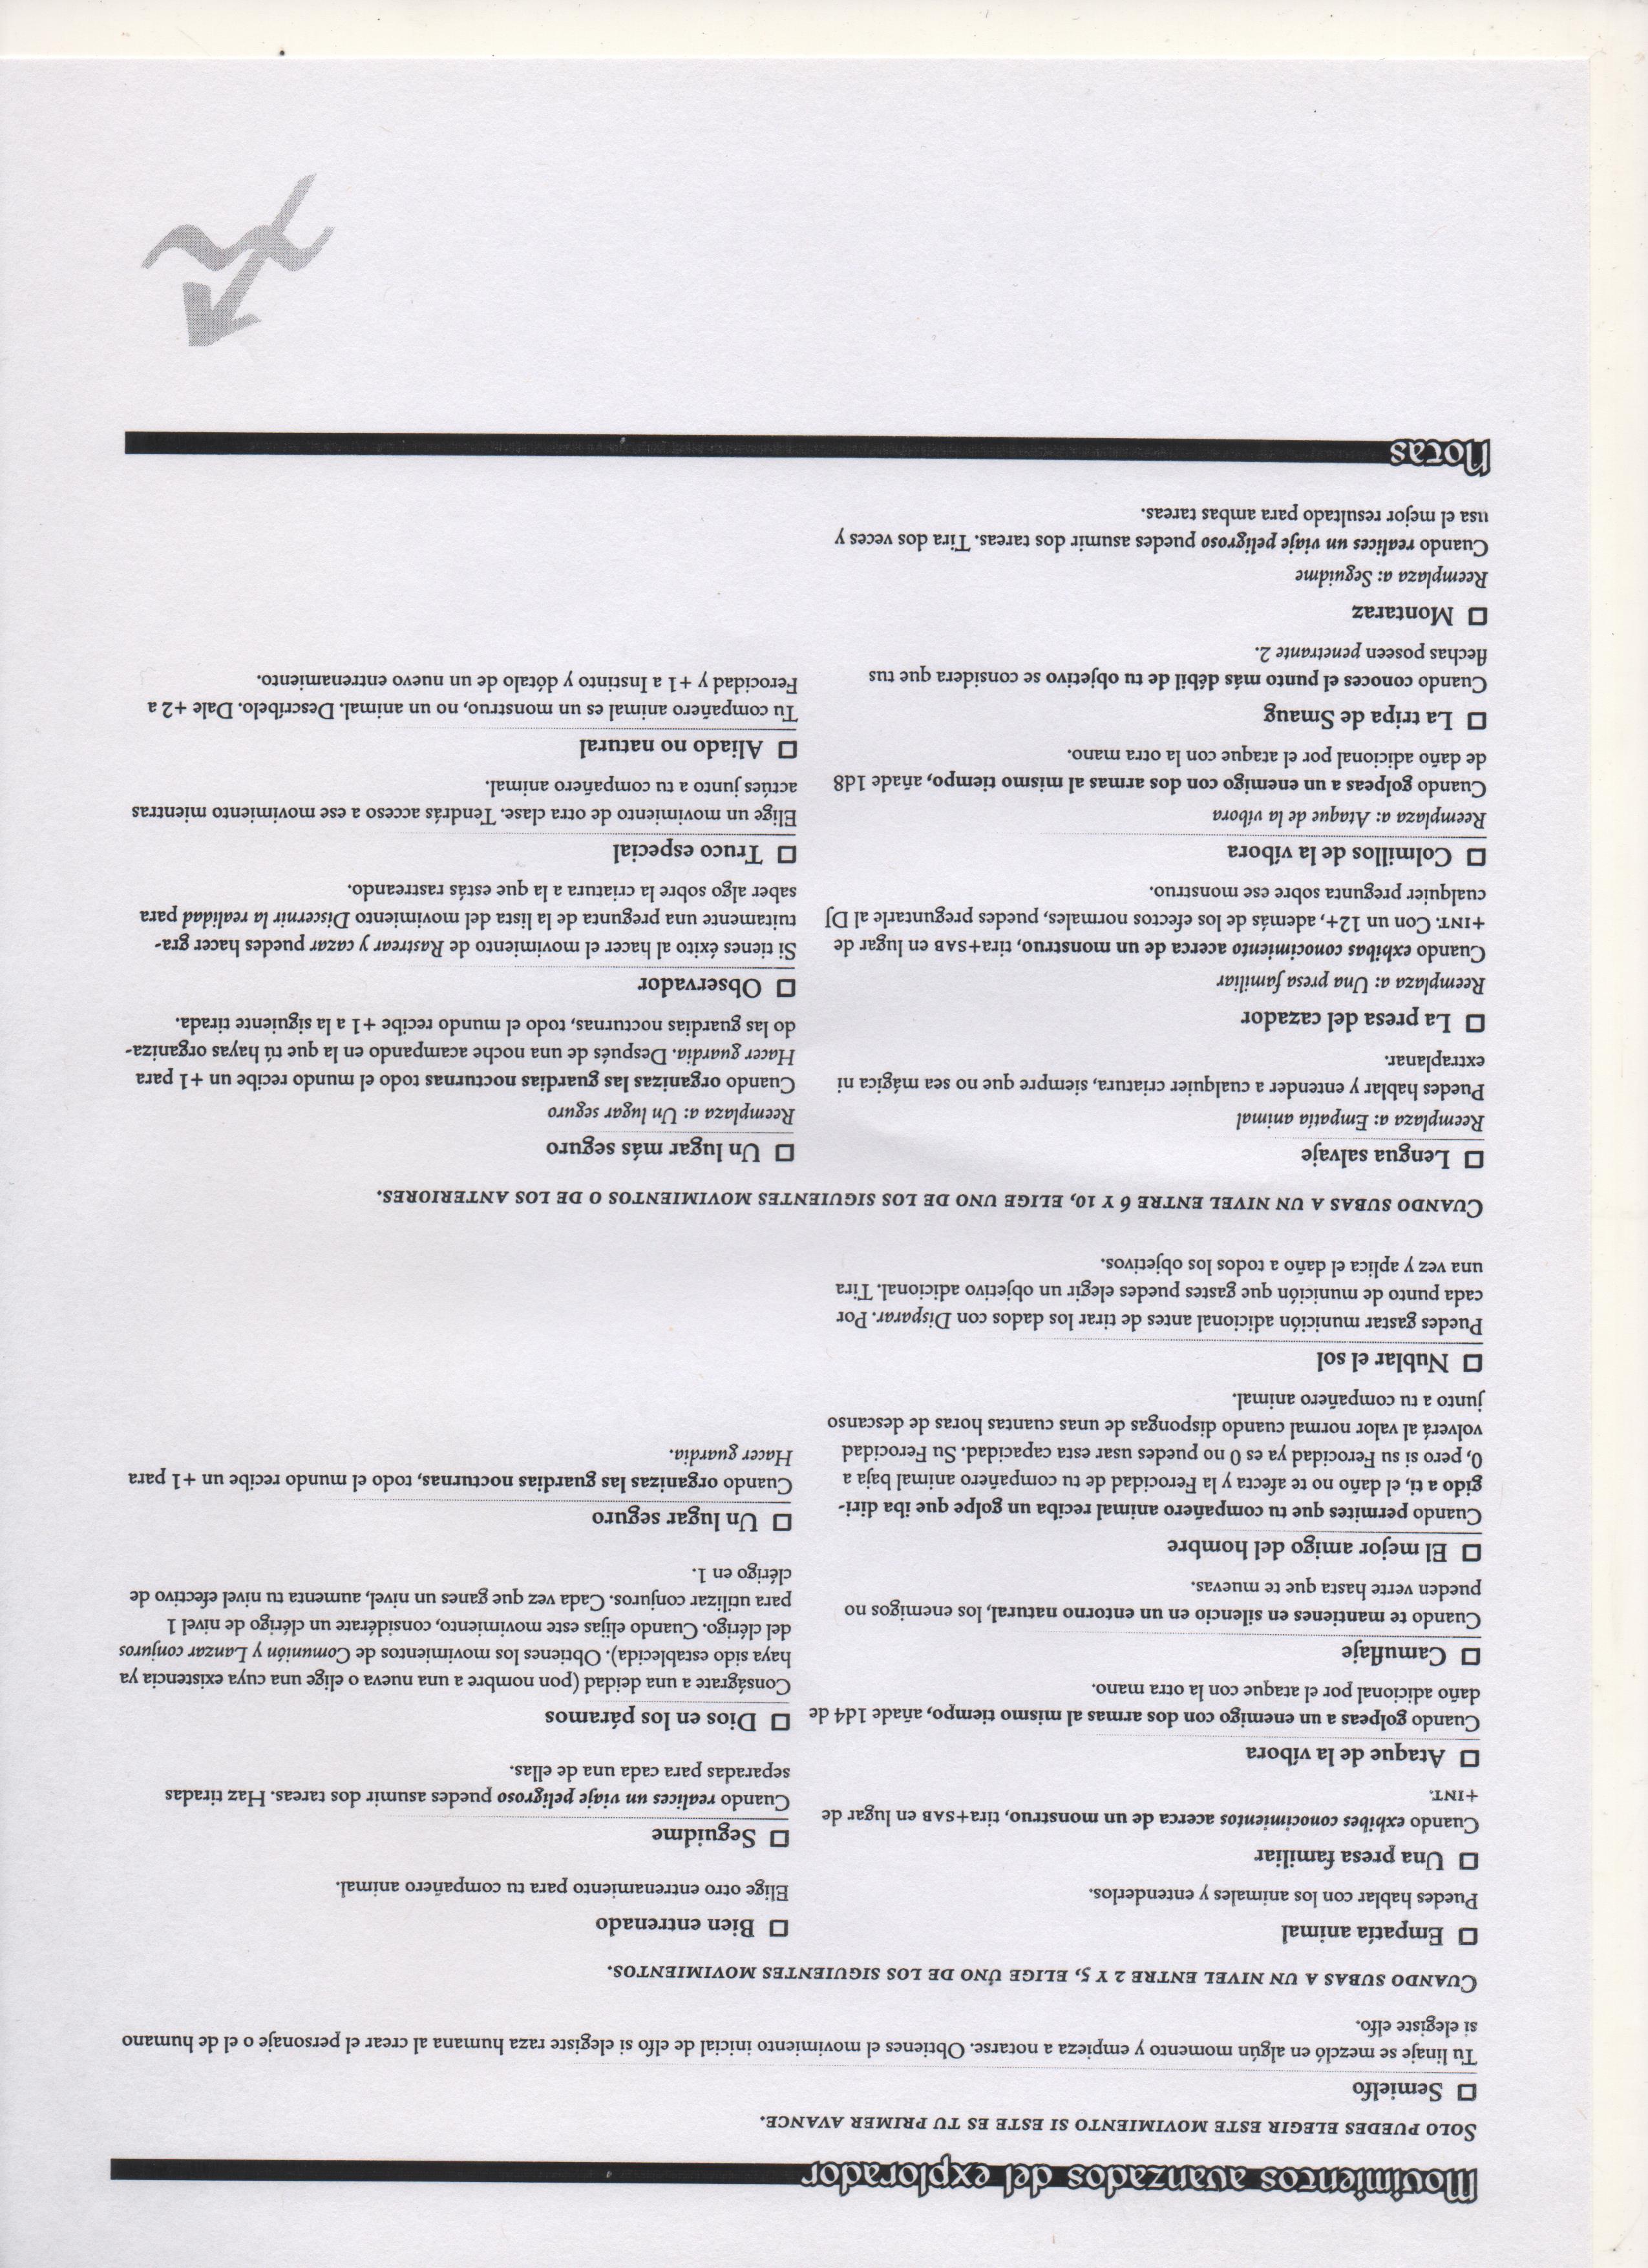 Movimientos avanzados del explorador
Solo puedes elegir este movimiento si este es tu primer avance.
Semielfo
Tu linaje se mezcló en algún momento y empieza a notarse. Obtienes el movimiento inicial de elfo si elegiste raza humana al crear el personaje o el de humano
si elegiste elfo.
Cuando subas a un nivel entre 2 y 5, elige uno de los siguientes movimientos.
Empatía animal
Puedes hablar con los animales y entenderlos.
Una presa familiar
Cuando exhibes conocimientos acerca de un monstruo, tira+SAB en lugar de
+INT.
Ataque de la víbora
Cuando golpeas a un enemigo con dos armas al mismo tiempo, añade 1d4 de
daño adicional por el ataque con la otra mano.
Camuflaje
Cuando te mantienes en silencio en un entorno natural, los enemigos no
pueden verte hasta que te muevas.
El mejor amigo del hombre
Cuando permites que tu compañero animal reciba un golpe que iba diri-
gido a ti, el daño no te afecta y la Ferocidad de tu compañero animal baja a
0, pero si su Ferocidad ya es 0 no puedes usar esta capacidad. Su Ferocidad
volverá al valor normal cuando dispongas de unas cuantas horas de descanso
junto a tu compañero animal.
Nublar el sol
Puedes gastar munición adicional antes de tirar los dados con Disparar. Por
cada punto de munición que gastes puedes elegir un objetivo adicional. Tira
una vez y aplica el daño a todos los objetivos.
Bien entrenado
Elige otro entrenamiento para tu compañero animal.
Seguidme
Cuando realices un viaje peligroso puedes asumir dos tareas. Haz tiradas
separadas para cada una de ellas.
Dios en los páramos
Conságrate a una deidad (pon nombre a una nueva o elige una cuya existencia ya
haya sido establecida). Obtienes los movimientos de Comunión y Lanzar conjuros
del clérigo. Cuando elijas este movimiento, considérate un clérigo de nivel 1
para utilizar conjuros. Cada vez que ganes un nivel, aumenta tu nivel efectivo de
clérigo en 1.
Un lugar seguro
Cuando organizas las guardias nocturnas, todo el mundo recibe un +1 para
Hacer guardia.
Cuando subas a un nivel entre 6 y 10, elige uno de los siguientes movimientos o de los anteriores.
Lengua salvaje
Reemplaza a: Empatía animal
Puedes hablar y entender a cualquier criatura, siempre que no sea mágica ni
extraplanar.
La presa del cazador
Reemplaza a: Una presa familiar
Cuando exhibas conocimiento acerca de un monstruo, tira+SAB en lugar de
+INT. Con un 12+, además de los efectos normales, puedes preguntarle al DJ
cualquier pregunta sobre ese monstruo.
Colmillos de la víbora
Reemplaza a: Ataque de la víbora
Cuando golpeas a un enemigo con dos armas al mismo tiempo, añade 1d8
de daño adicional por el ataque con la otra mano.
La tripa de Smaug
Cuando conoces el punto más débil de tu objetivo se considera que tus
flechas poseen penetrante 2.
Montaraz
Reemplaza a: Seguidme
Cuando realices un viaje peligroso puedes asumir dos tareas. Tira dos veces y
usa el mejor resultado para ambas tareas.
Un lugar más seguro
Reemplaza a: Un lugar seguro
Cuando organizas las guardias nocturnas todo el mundo recibe un +1 para
Hacer guardia. Después de una noche acampando en la que tú hayas organiza-
do las guardias nocturnas, todo el mundo recibe +1 a la siguiente tirada.
Observador
Si tienes éxito al hacer el movimiento de Rastrear y cazar puedes hacer gra-
tuitamente una pregunta de la lista del movimiento Discernir la realidad para
saber algo sobre la criatura a la que estás rastreando.
Truco especial
Elige un movimiento de otra clase. Tendrás acceso a ese movimiento mientras
actúes junto a tu compañero animal.
Aliado no natural
Tu compañero animal es un monstruo, no un animal. Descríbelo. Dale +2 a
Ferocidad y +1 a Instinto y dótalo de un nuevo entrenamiento.
Notas